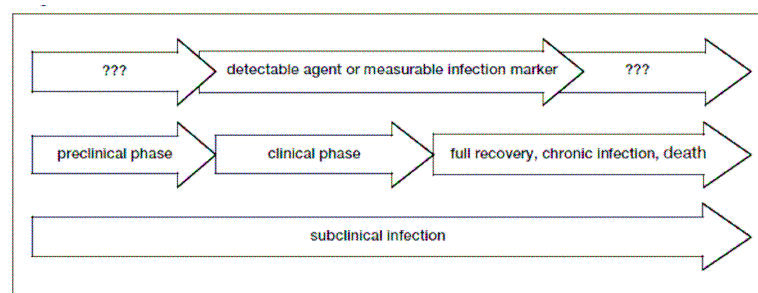 ???
detectable agent or measurable infection marker
???
preclinical phase
clinical phase
full recovery, chronic infection, death
subclinical infection